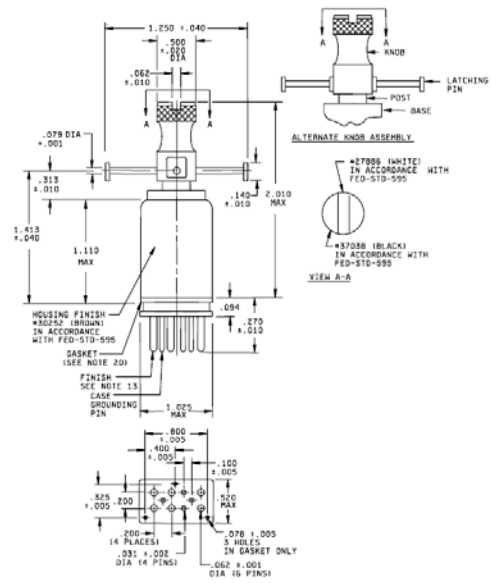 1.250 ±.040
.500
±.020
DIA
.062
±.010
A
A
.079 DIA
±.001
.313
±.010
1.413
±.040
1.110
MAX
.140
±.010
2.010
MAX
HOUSING FINISH
*30252 (BROWN)
IN ACCORDANCE
WITH FED-STD-595
GASKET
(SEE NOTE 20)
FINISH
SEE NOTE 13
CASE
GROUNDING
PIN
.094
.270
±.010
1.025
MAX
A
A
KNOB
LATCHING
PIN
POST
BASE
ALTERNATE KNOB ASSEMBLY
*27886 (WHITE)
IN ACCORDANCE WITH
FED-STD-595
*37038 (BLACK)
IN ACCORDANCE WITH
FED-STD-595
VIEW A-A
.800
±.005
.400
±.005
.100
±.005
.325
±.005
.200
.520
MAX
.200
(4 PLACES)
.078 ±.005
3 HOLES
IN GASKET ONLY
.031 ±.002
DIA (4 PINS)
.062 ±.001
DIA (6 PINS)